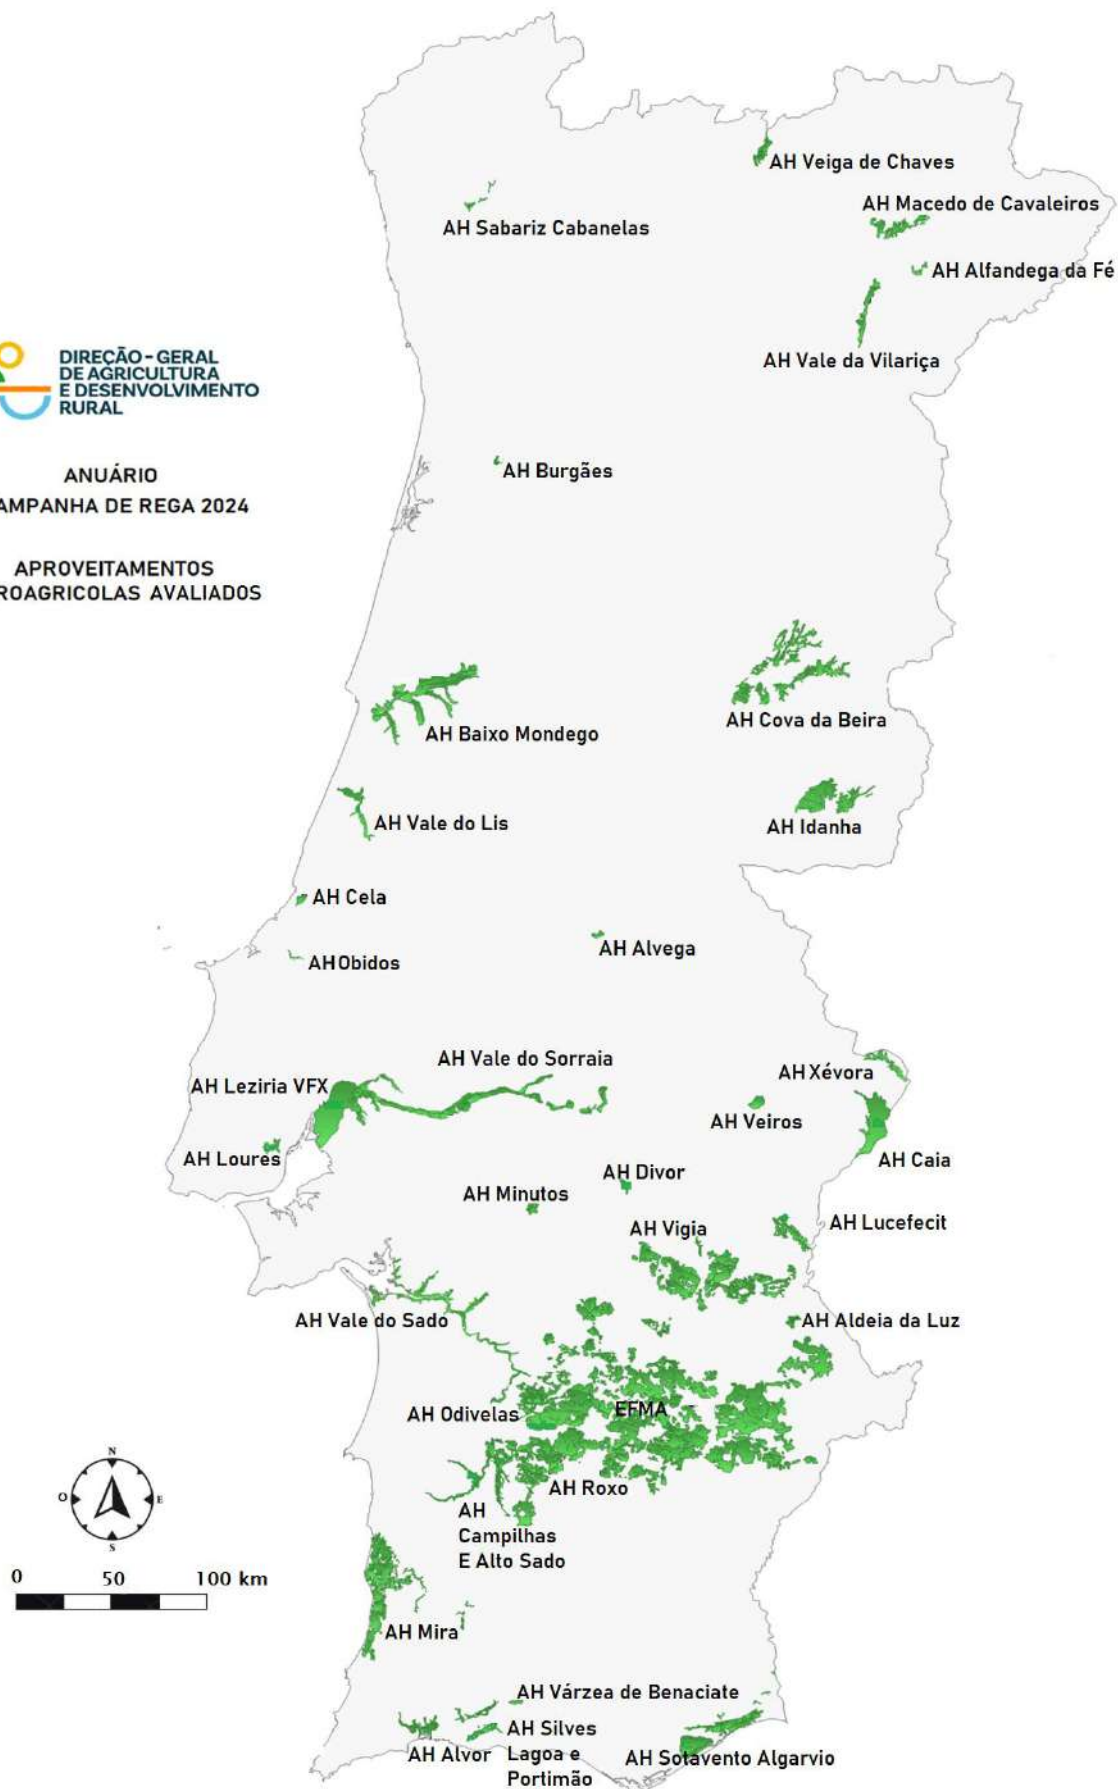 AH Veiga de Chaves
AH Macedo de Cavaleiros
AH Sabariz Cabanelas
AH Alfandega da Fé
DIREÇÃO-GERAL
DE AGRICULTURA
E DESENVOLVIMENTO
RURAL
AH Vale da Vilariça
ANUÁRIO
AMPANHA DE REGA 2024
AH Burgães
APROVEITAMENTOS
ROAGRICOLAS AVALIADOS
AH Cova da Beira
AH Baixo Mondego
AH Vale do Lis
AH Idanha
AH Cela
AH Alvega
AH Obidos
AH Vale do Sorraia
AH Xévora
AH Leziria VFX
AH Veiros
AH Loures
AH Caia
AH Divor
AH Minutos
AH Lucefecit
AH Vigia
AH Vale do Sado
AH Aldeia da Luz
AH Odivelas
EFMA
AH Roxo
AH
Campilhas
E Alto Sado
N
O
E
S
0 50 100 km
AH Mira
AH Várzea de Benaciate
AH Silves
Lagoa e
Portimão
AH Alvor
AH Sotavento Algarvio